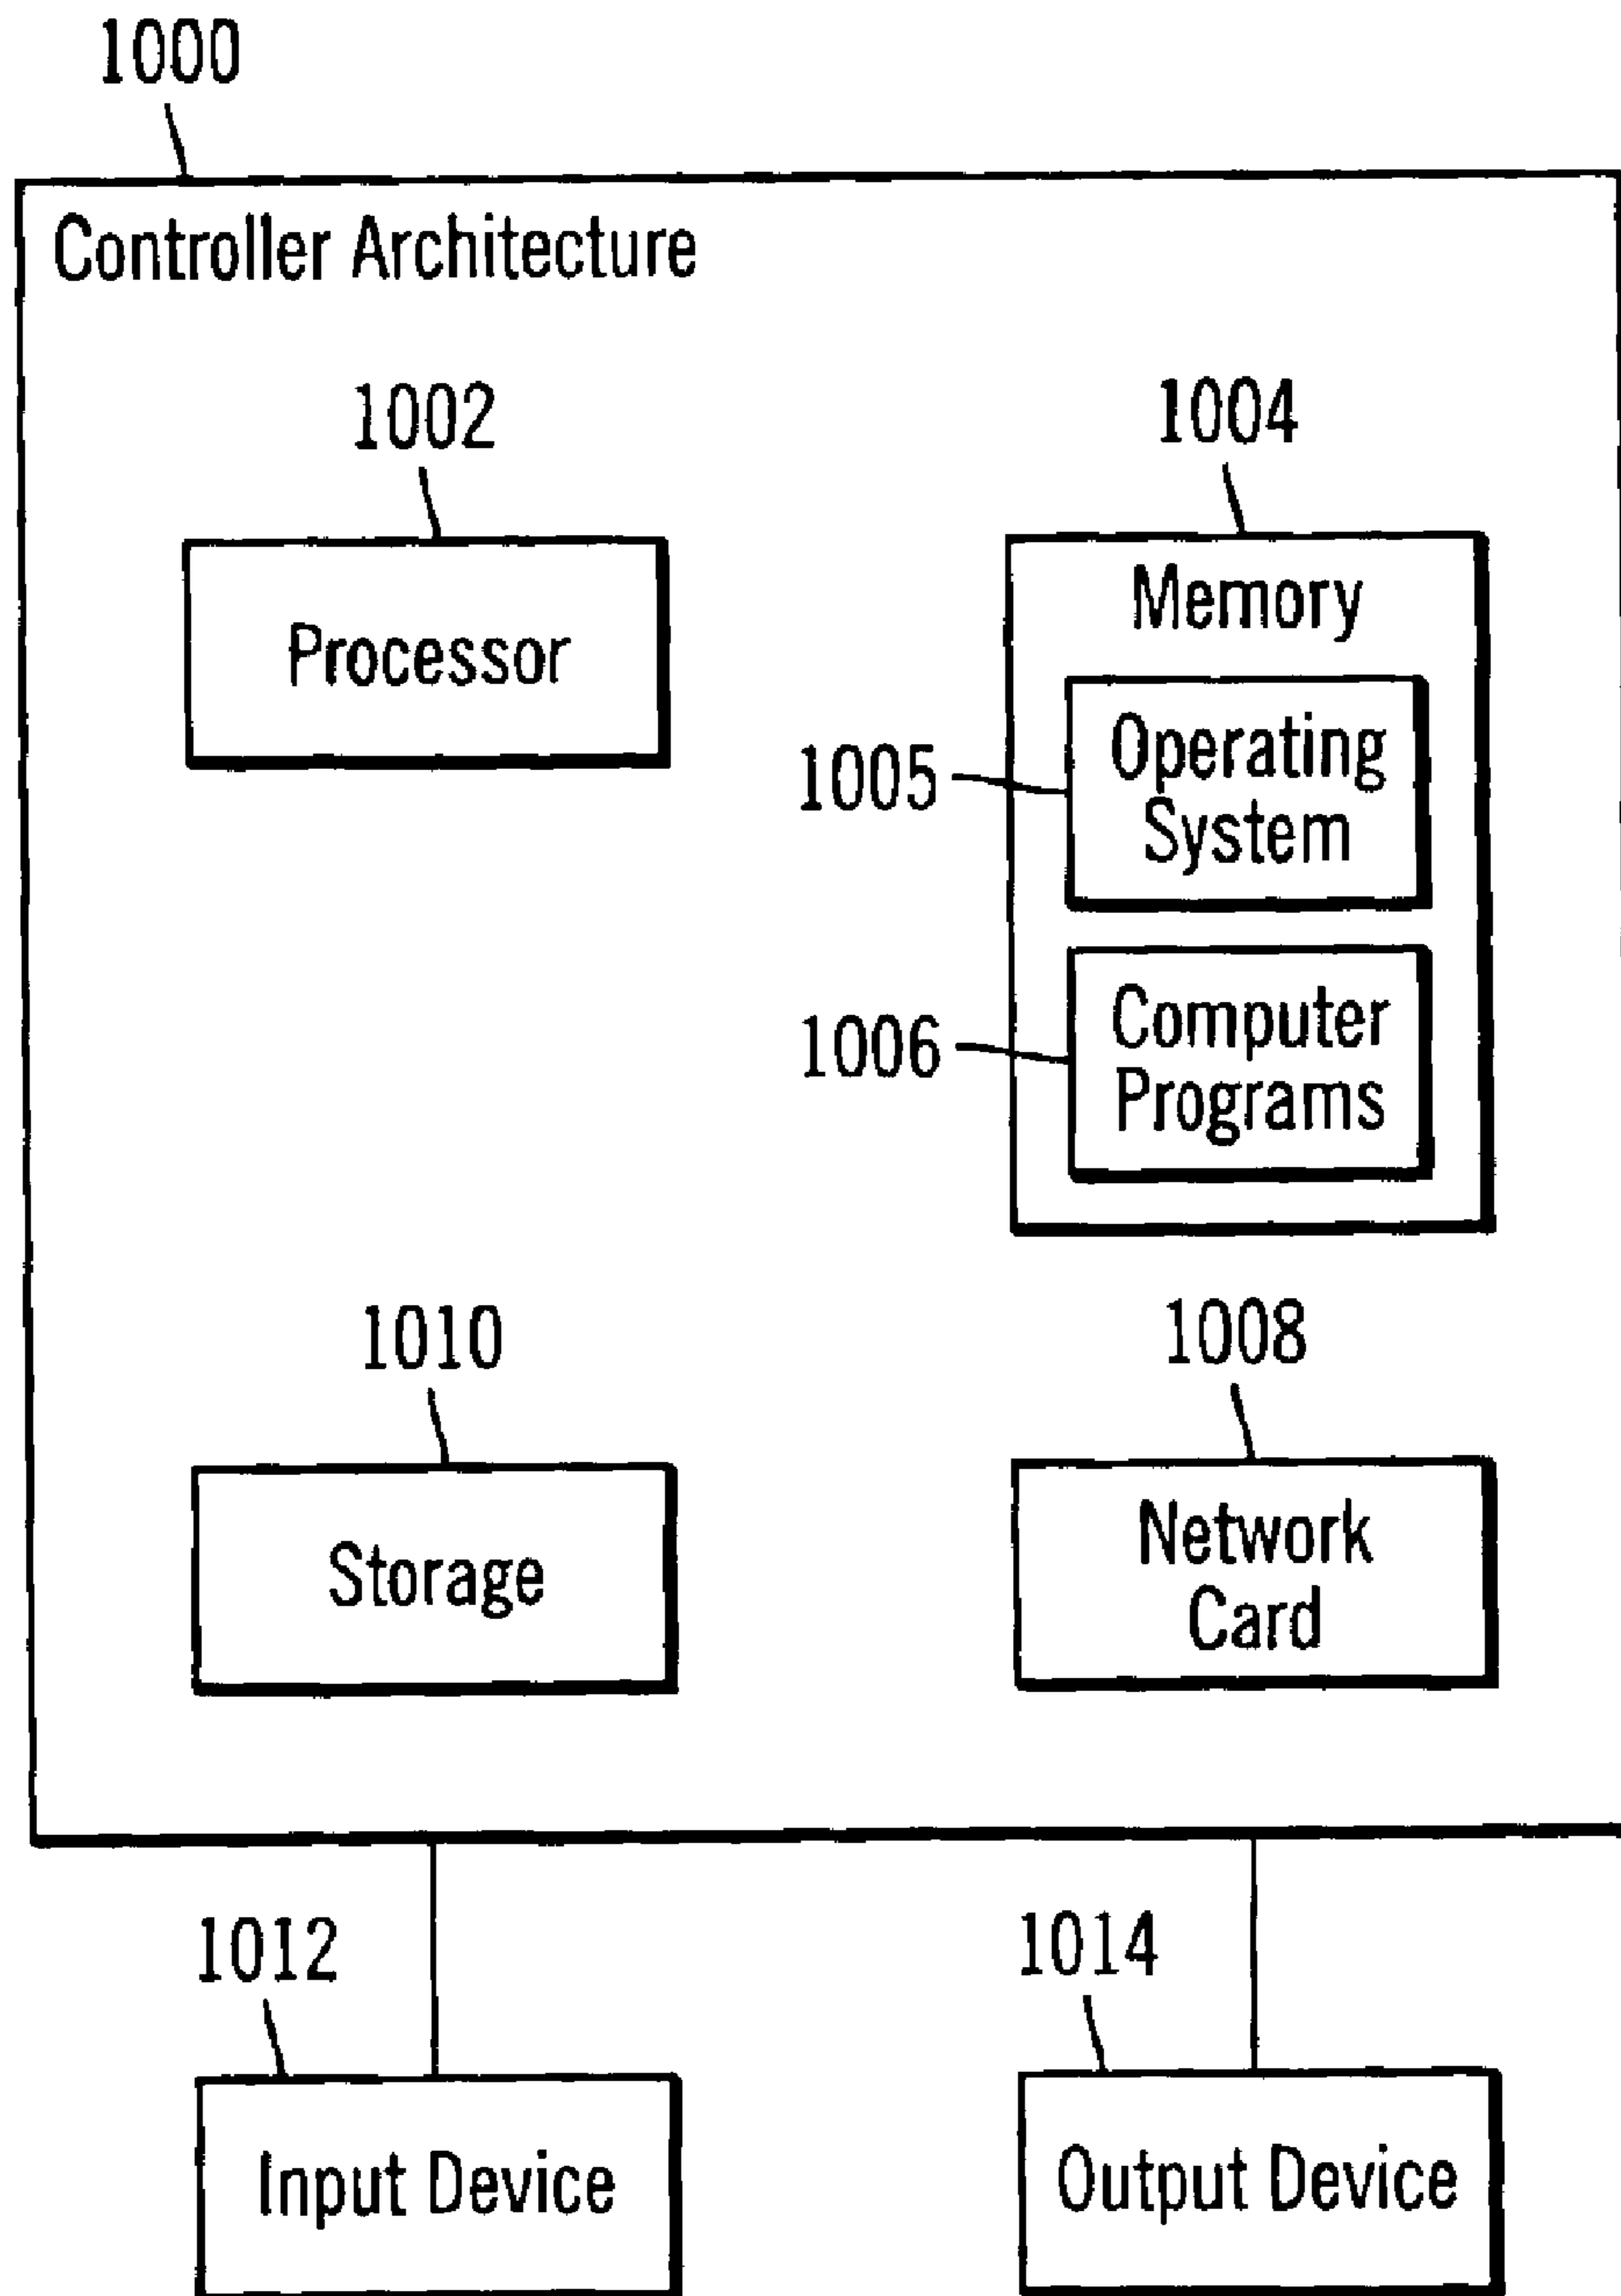 1000
Controller Architecture
1002
1004
Processor
Memory
1005
Operating
System
1006
Computer
Programs
1010
1008
Storage
Network
Card
1012
1014
Input Device
Output Device